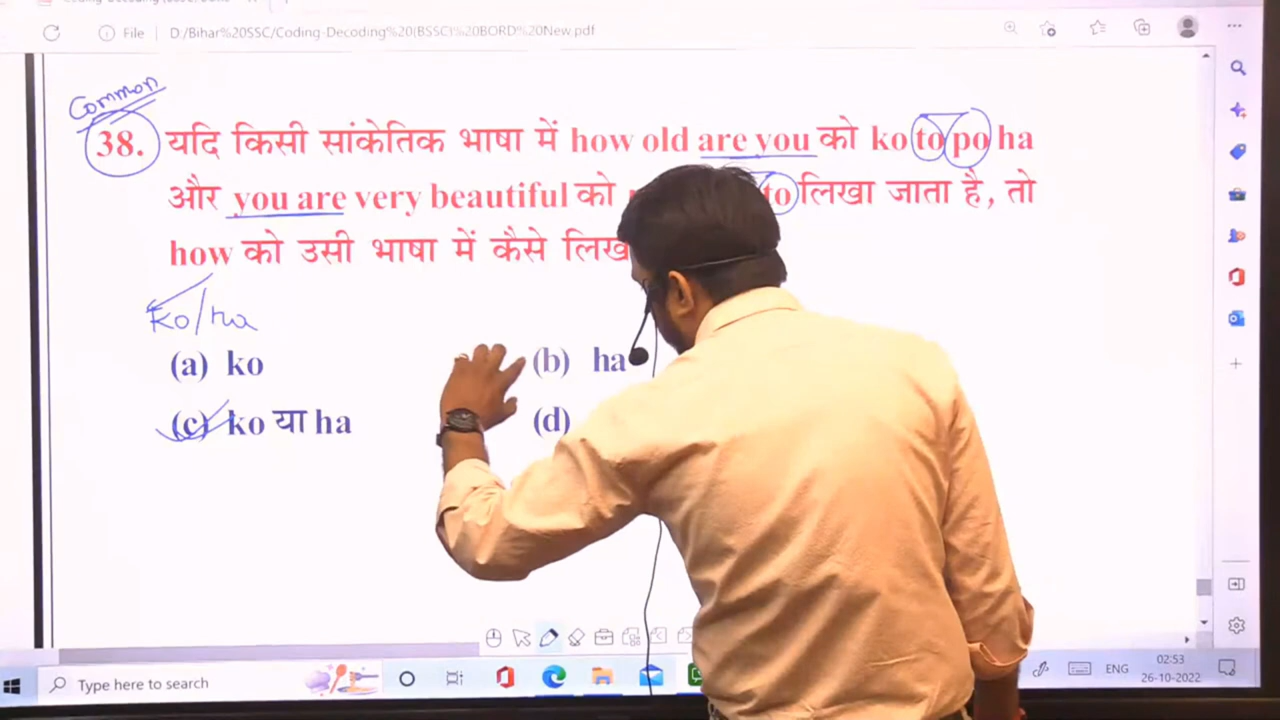 File D:/Bihar%20SSC/Coding-Decoding%20(BSSC)%20BORD%20New.pdf
Common
38. यदि किसी सांकेतिक भाषा में how old are you को ko to po ha
और you are very beautiful को to लिखा जाता है, तो
how को उसी भाषा में कैसे
ko/ha
(a) ko (b) ha
(c) ko या ha (d)
Type here to search
ENG 02:53
26-10-2022